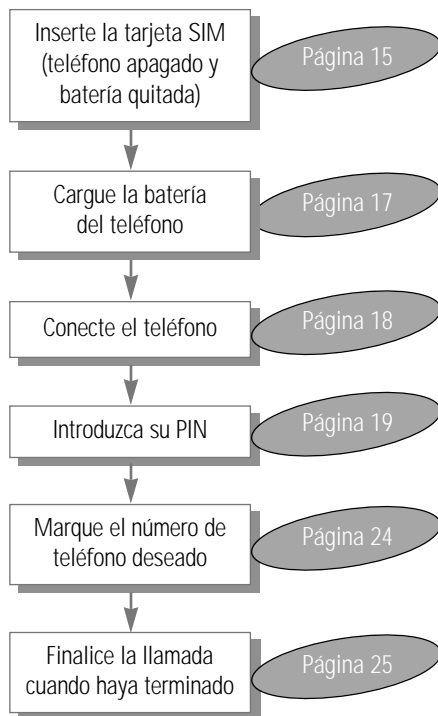 Inserte la tarjeta SIM
(teléfono apagado y
batería quitada)
Página 15
Cargue la batería
del teléfono
Página 17
Conecte el teléfono
Página 18
Introduzca su PIN
Página 19
Marque el número de
teléfono deseado
Página 24
Finalice la llamada
cuando haya terminado
Página 25